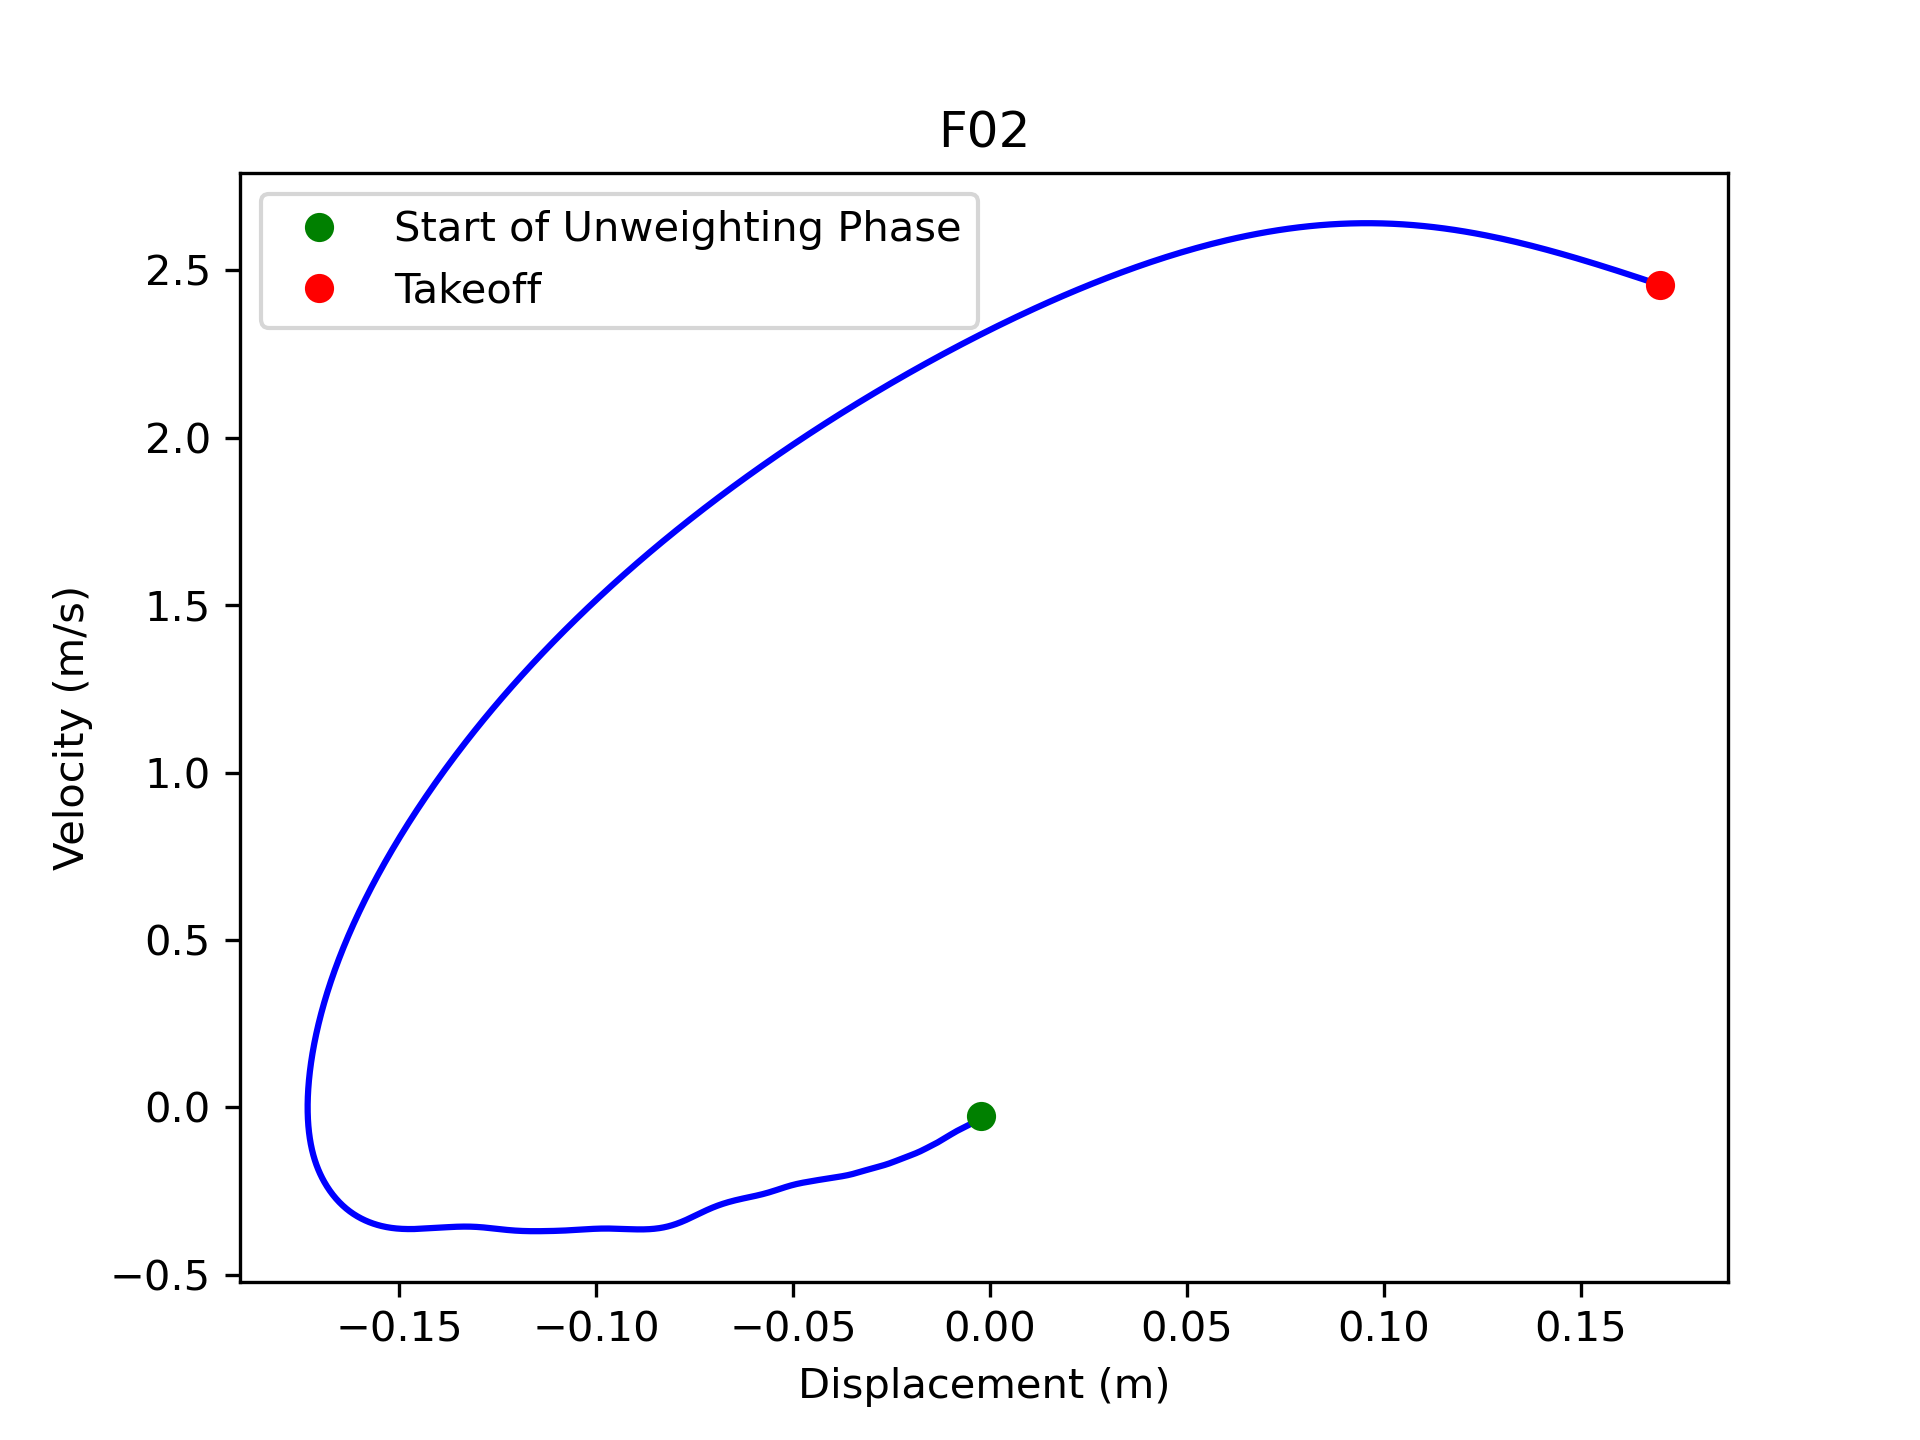 F02
Start of Unweighting Phase
Takeoff
2.5
2.0
1.5
1.0
0.5
0.0
−0.5
Velocity (m/s)
−0.15 −0.10 −0.05 0.00 0.05 0.10 0.15
Displacement (m)